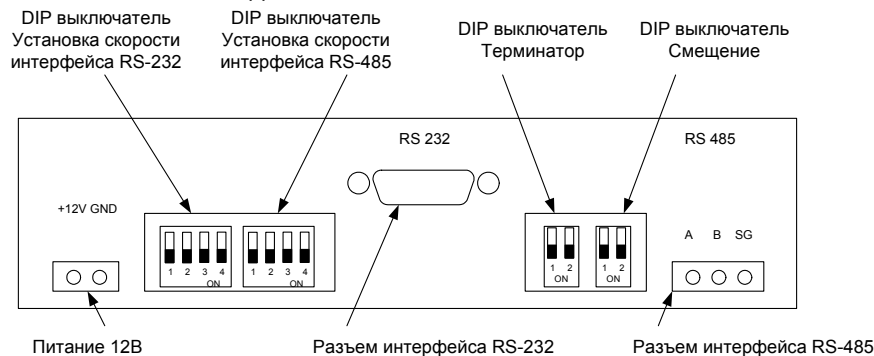 DIP выключатель
Установка скорости
интерфейса RS-232
DIP выключатель
Установка скорости
интерфейса RS-485
DIP выключатель
Терминатор
DIP выключатель
Смещение
RS 232
RS 485
+12V GND
1 2 3 4
ON
1 2 3 4
ON
1 2
ON
1 2
ON
A B SG
Питание 12В
Разъем интерфейса RS-232
Разъем интерфейса RS-485